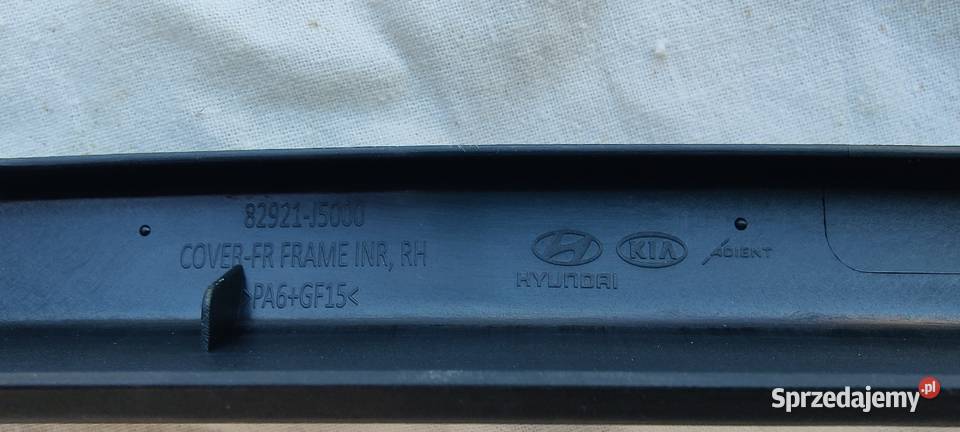 82921-J5000
COVER-FR FRAME INR, RH
>PA6+GF15<
HYUNDAI
KIA
ADIENT
Sprzedajemy.pl